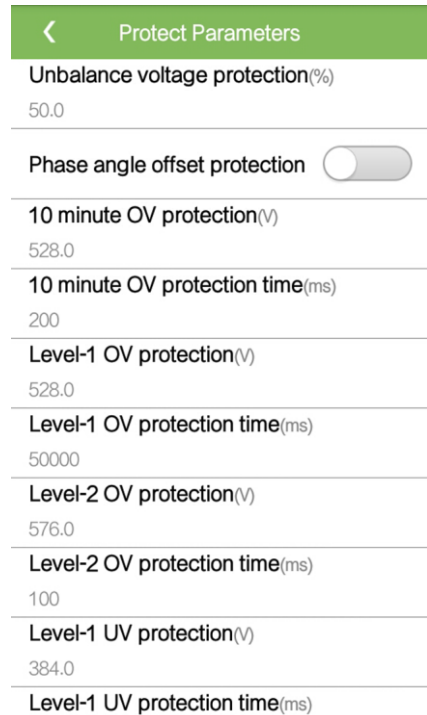 Protect Parameters
Unbalance voltage protection(%)
50.0
Phase angle offset protection
10 minute OV protection(V)
528.0
10 minute OV protection time(ms)
200
Level-1 OV protection(V)
528.0
Level-1 OV protection time(ms)
50000
Level-2 OV protection(V)
576.0
Level-2 OV protection time(ms)
100
Level-1 UV protection(V)
384.0
Level-1 UV protection time(ms)